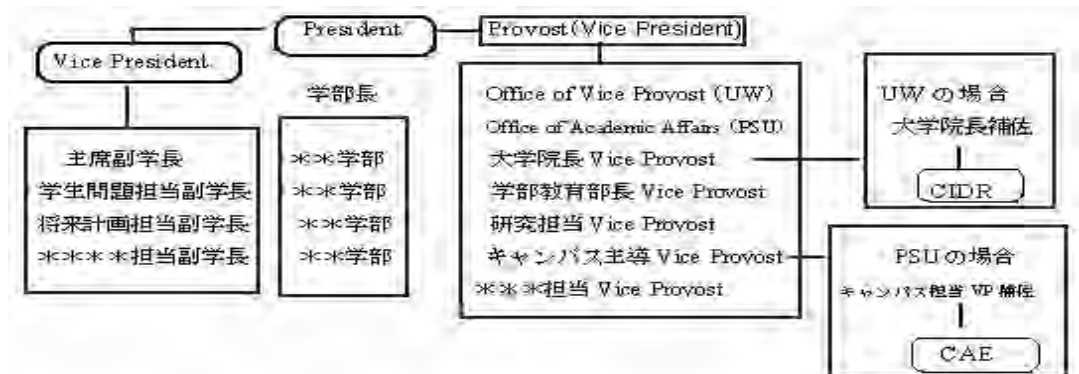 President
Provost(Vice President)
Vice President
学部長
主席副学長
学生問題担当副学長
将来計画担当副学長
＊＊＊＊担当副学長
＊＊学部
＊＊学部
＊＊学部
＊＊学部
Office of Vice Provost (UW)
Office of Academic Affairs (PSU)
大学院長 Vice Provost
学部教育部長 Vice Provost
研究担当 Vice Provost
キャンパス主導 Vice Provost
＊＊＊担当 Vice Provost
UW の場合
大学院長補佐
CIDR
PSUの場合
キャンパス担当 VP 補佐
CAE